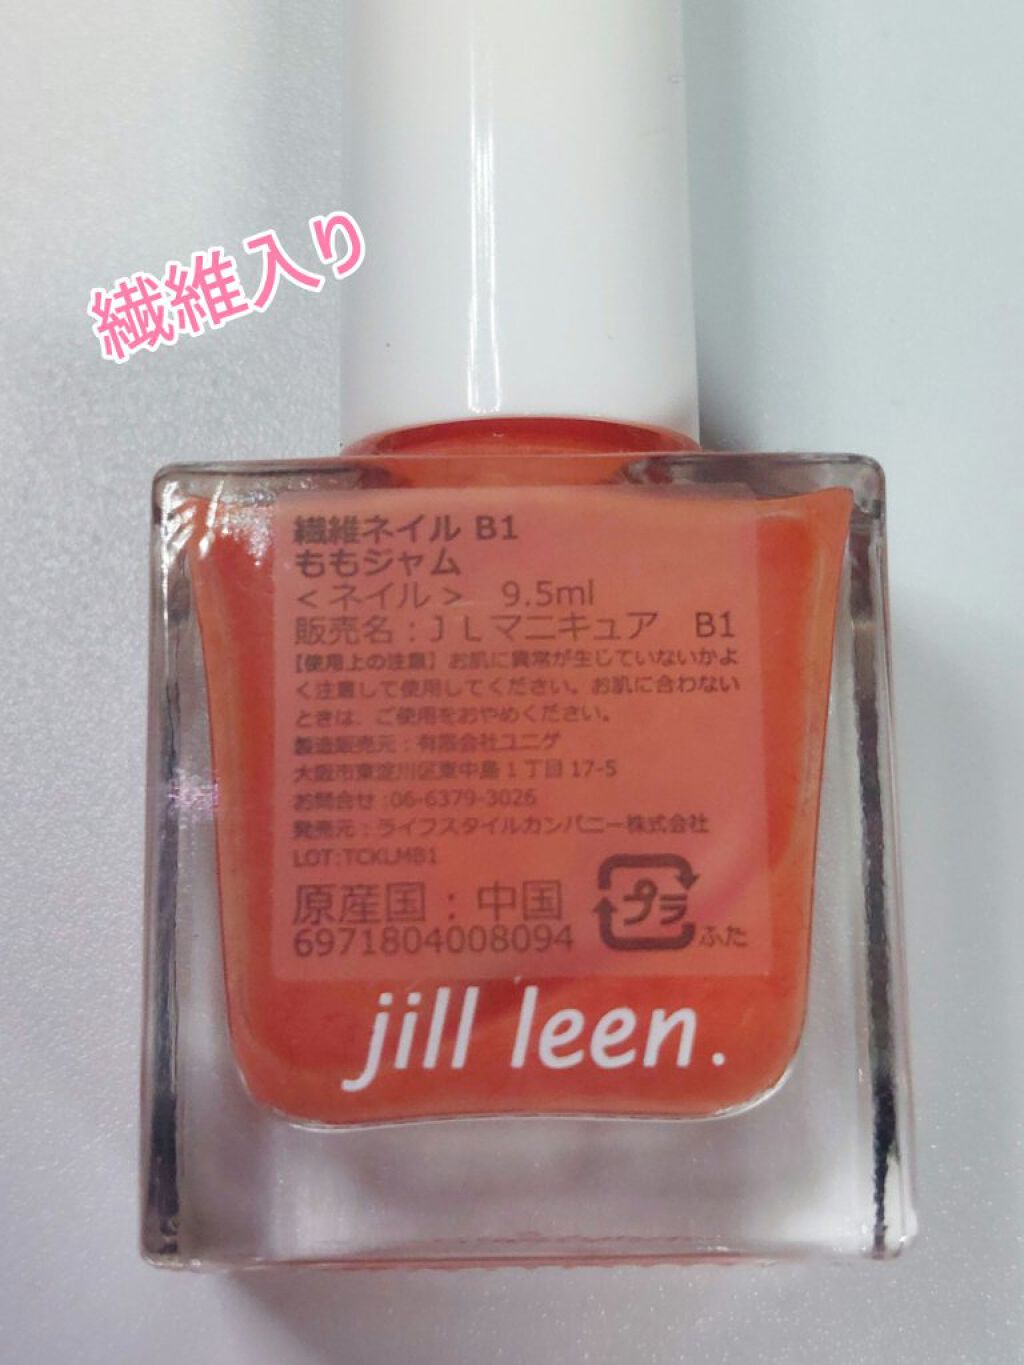 繊維入り
繊維ネイル B1
ももジャム
<ネイル>　9.5ml
販売名：ＪＬマニキュア　B1
【使用上の注意】お肌に異常が生じていないかよ
く注意して使用してください。お肌に合わない
ときは、ご使用をおやめください。
製造販売元：有限会社ユニゲ
大阪市東淀川区東中島１丁目 17-5
お問合せ:06-6379-3026
発売元：ライフスタイルカンパニー株式会社
LOT:TCKLMB1
原産国：中国
6971804008094
プラ
ふた
jill leen.